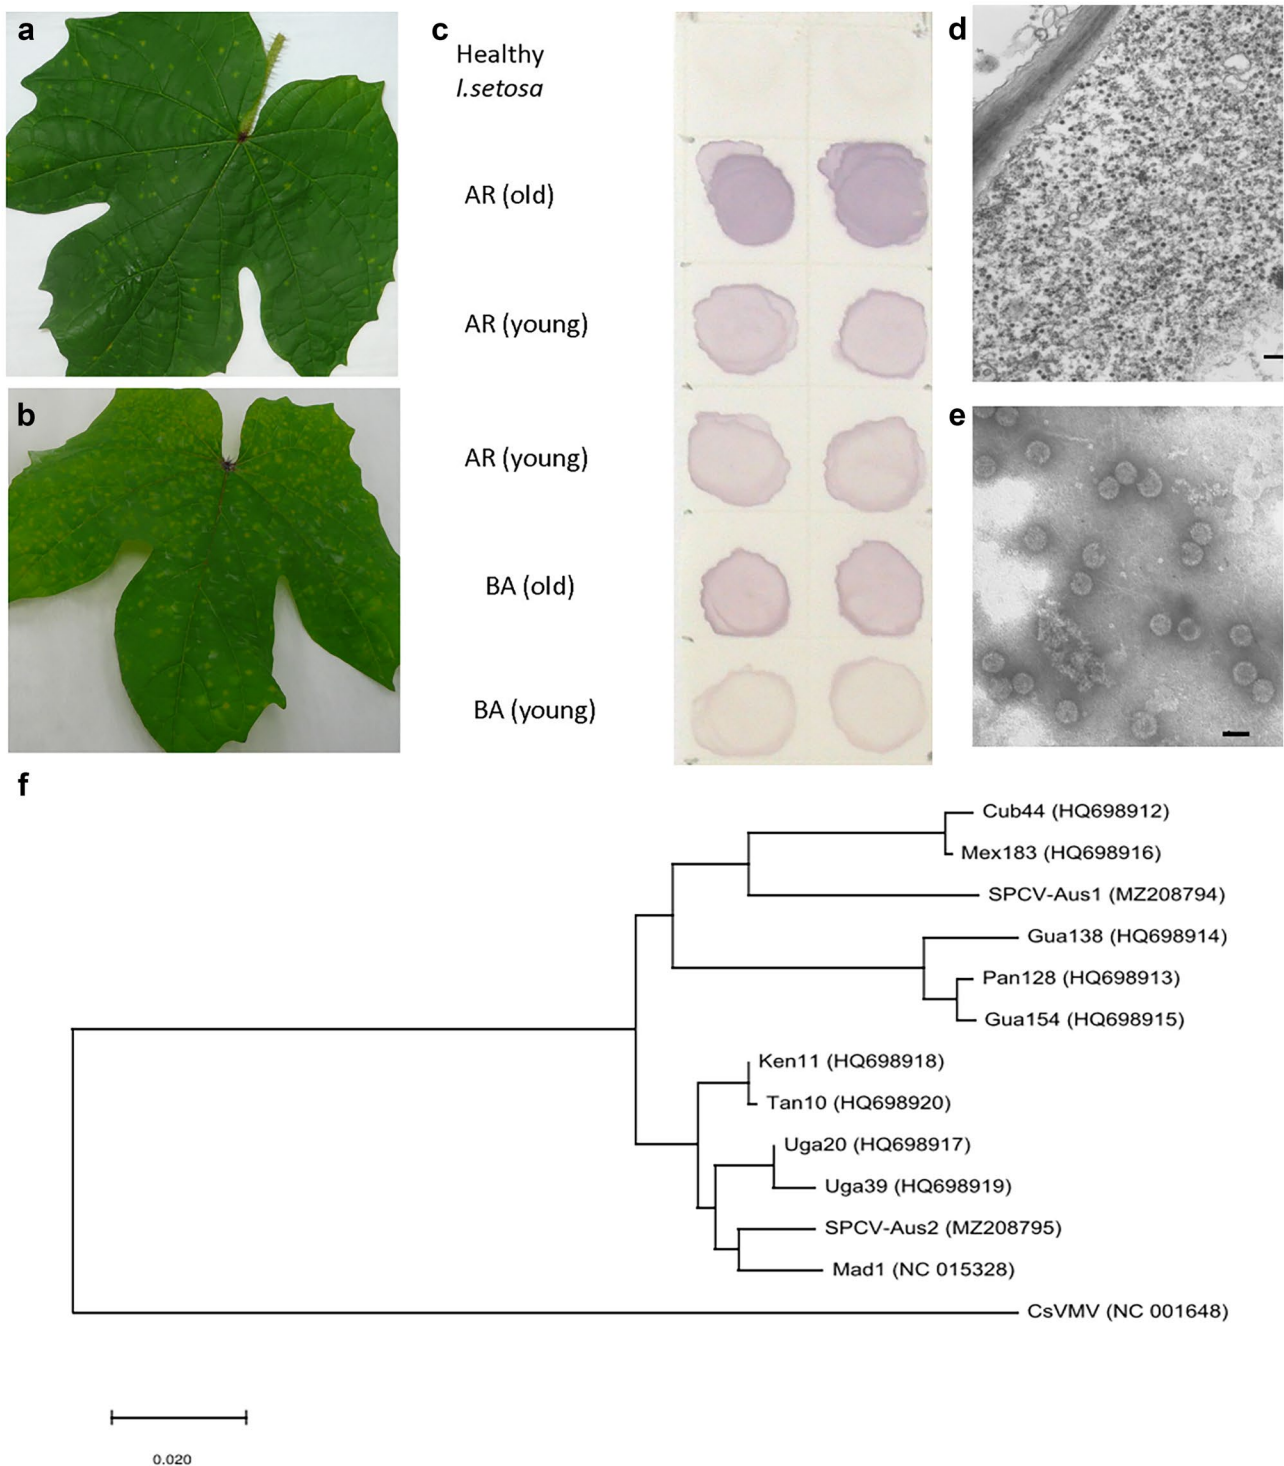 a
b
c
Healthy
I.setosa
AR (old)
AR (young)
AR (young)
BA (old)
BA (young)
d
e
f
Cub44 (HQ698912)
Mex183 (HQ698916)
SPCV-Aus1 (MZ208794)
Gua138 (HQ698914)
Pan128 (HQ698913)
Gua154 (HQ698915)
Ken11 (HQ698918)
Tan10 (HQ698920)
Uga20 (HQ698917)
Uga39 (HQ698919)
SPCV-Aus2 (MZ208795)
Mad1 (NC 015328)
CsVMV (NC 001648)
0.020